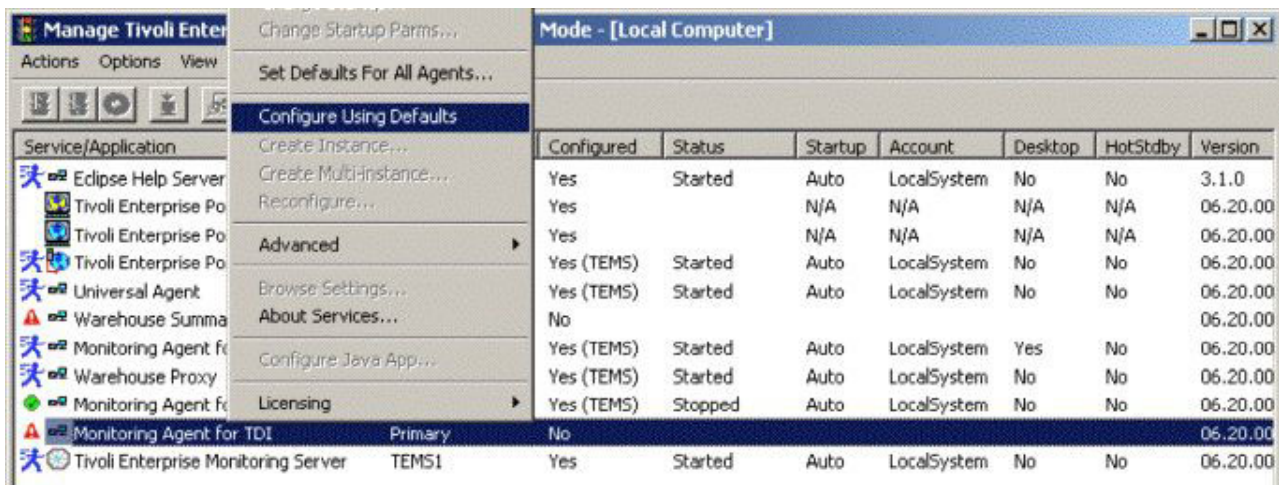 Manage Tivoli Enter Mode - [Local Computer]
Change Startup Parms...
Actions Options View
Set Defaults For All Agents...
Configure Using Defaults
Service/Application Configured Status Startup Account Desktop HotStdby Version
Create Instance...
Eclipse Help Server Yes Started Auto LocalSystem No No 3.1.0
Create Multi-instance...
Tivoli Enterprise Po Yes N/A N/A N/A N/A 06.20.00
Reconfigure...
Tivoli Enterprise Po Yes N/A N/A N/A N/A 06.20.00
Advanced
Tivoli Enterprise Po Yes (TEMS) Started Auto LocalSystem No No 06.20.00
Universal Agent Yes (TEMS) Started Auto LocalSystem No No 06.20.00
Browse Settings...
Warehouse Summa No 06.20.00
About Services...
Monitoring Agent fo Yes (TEMS) Started Auto LocalSystem Yes No 06.20.00
Configure Java App...
Warehouse Proxy Yes (TEMS) Started Auto LocalSystem No No 06.20.00
Monitoring Agent fo Yes (TEMS) Stopped Auto LocalSystem No No 06.20.00
Licensing
Monitoring Agent for TDI Primary No 06.20.00
Tivoli Enterprise Monitoring Server TEMS1 Yes Started Auto LocalSystem No No 06.20.00